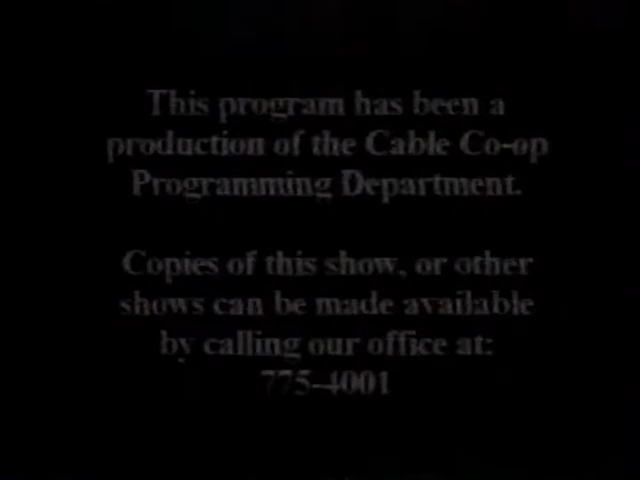 This program has been a
production of the Cable Co-op
Programming Department.
Copies of this show, or other
shows can be made available
by calling our office at:
775-4001